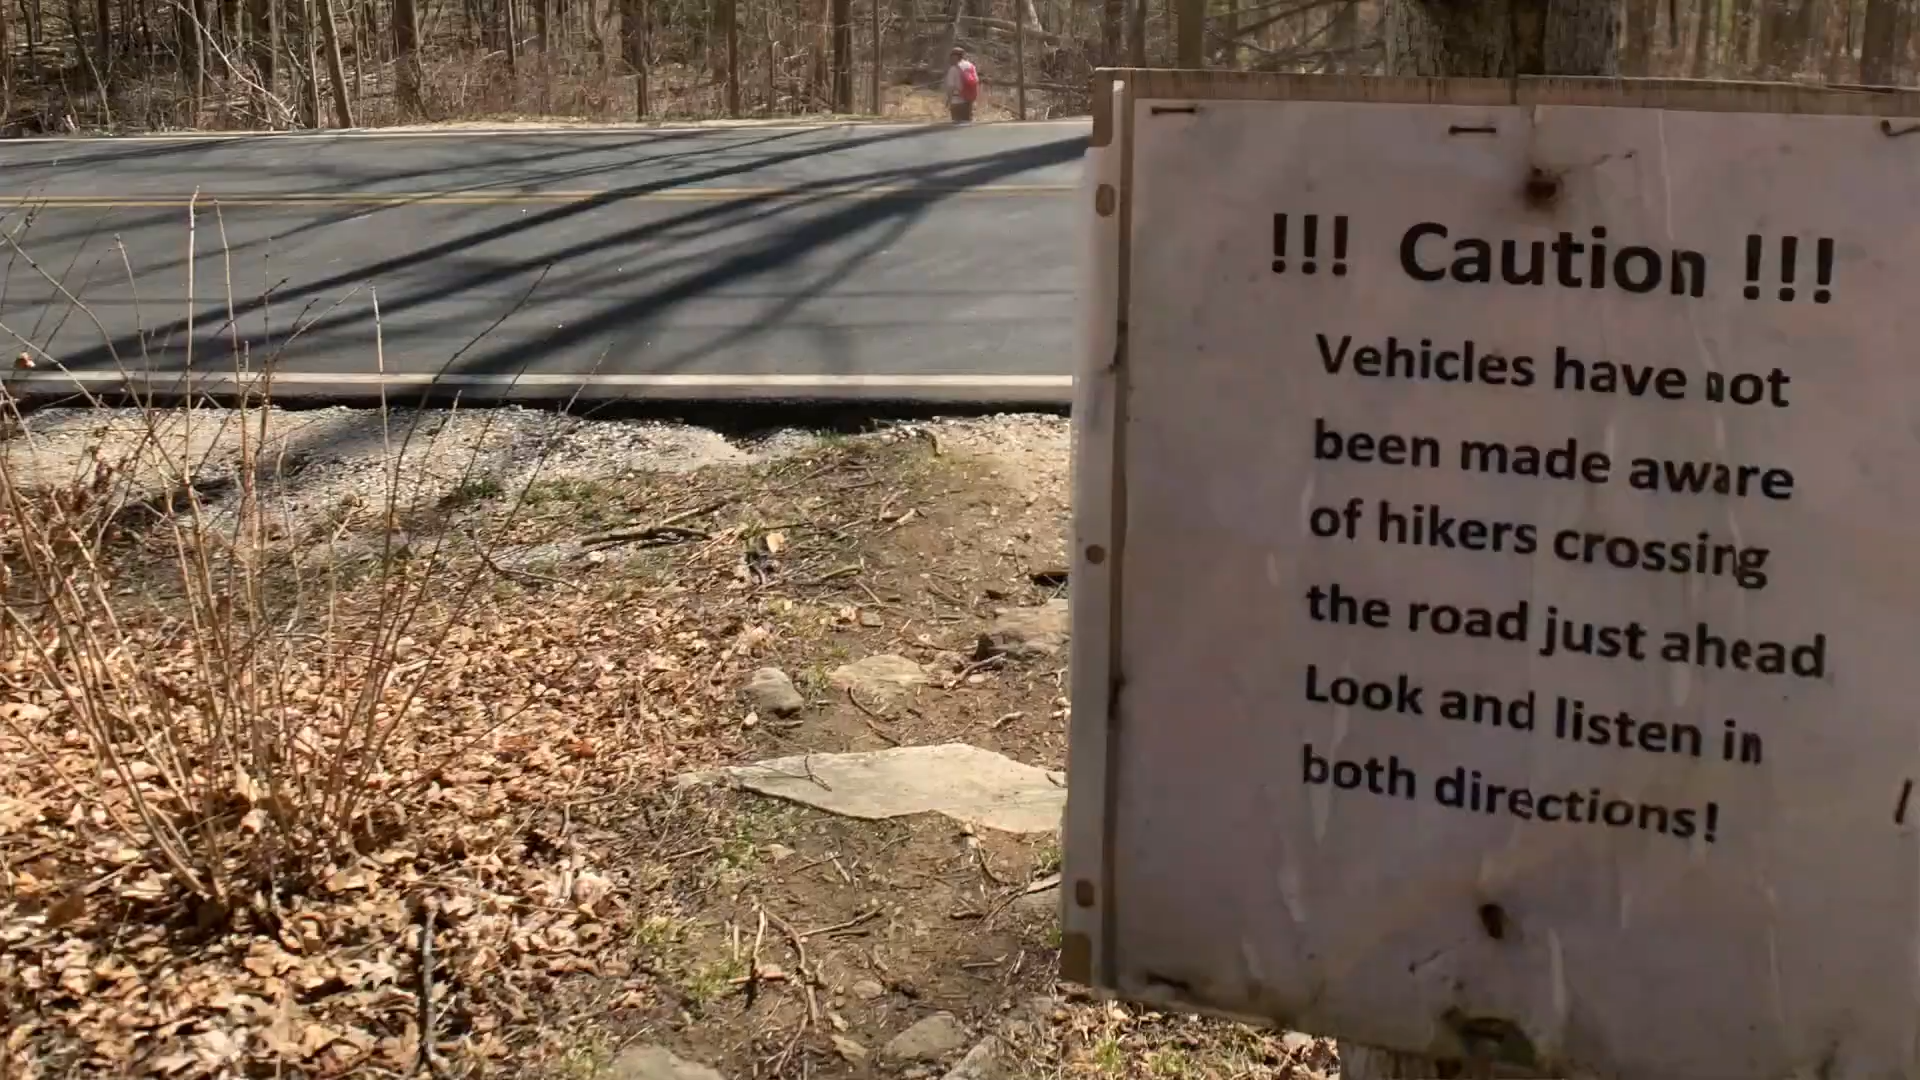 !!! Caution !!!
Vehicles have not
been made aware
of hikers crossing
the road just ahead
Look and listen in
both directions!